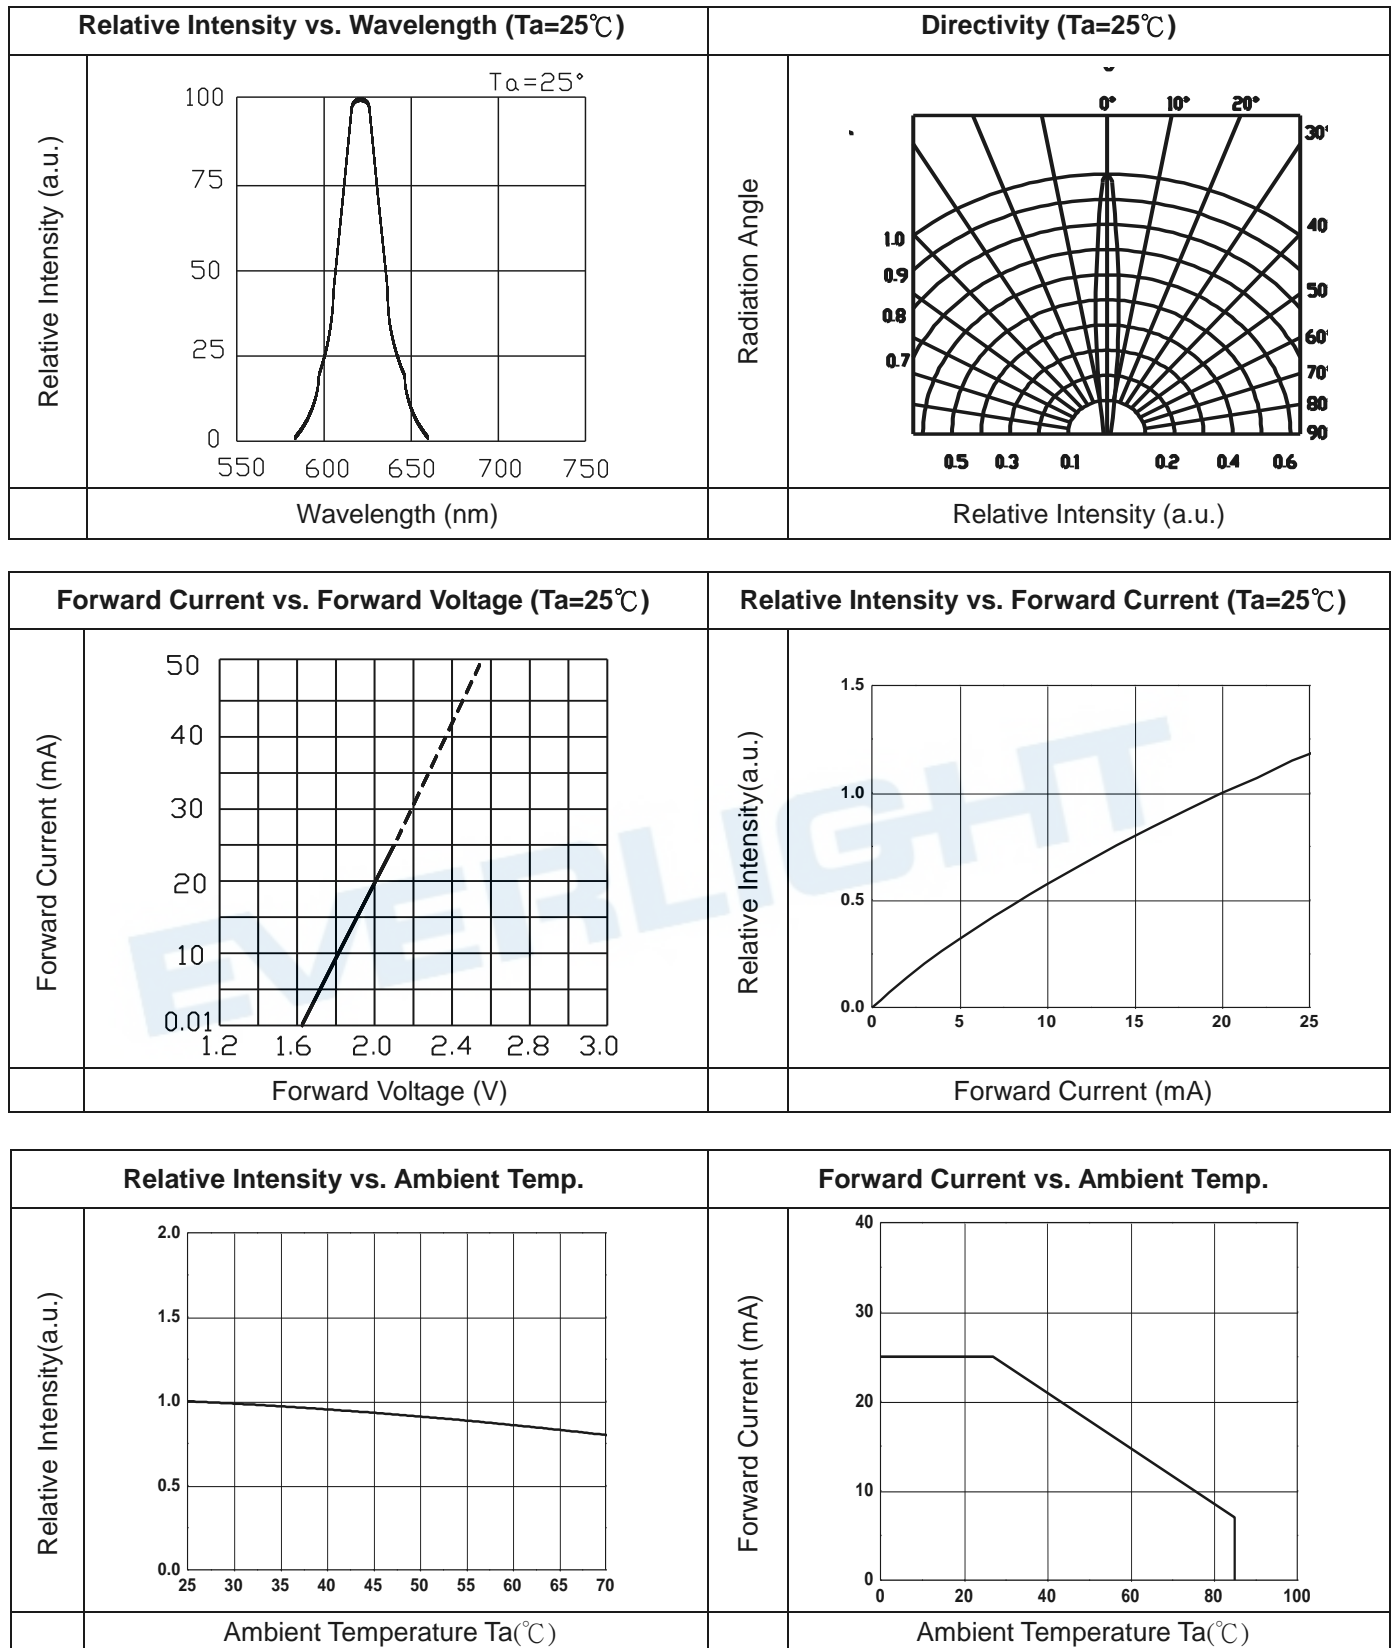 Relative Intensity vs. Wavelength (Ta=25℃)
Directivity (Ta=25℃)
Relative Intensity (a.u.)
Ta=25°
100
75
50
25
0
550 600 650 700 750
Wavelength (nm)
Radiation Angle
0° 10° 20°
30°
40
50
60°
70°
80
90
1.0
0.9
0.8
0.7
0.5 0.3 0.1 0.2 0.4 0.6
Relative Intensity (a.u.)
Forward Current vs. Forward Voltage (Ta=25℃)
Relative Intensity vs. Forward Current (Ta=25℃)
Forward Current (mA)
50
40
30
20
10
0.01
1.2 1.6 2.0 2.4 2.8 3.0
Forward Voltage (V)
Relative Intensity(a.u.)
1.5
1.0
0.5
0.0
0 5 10 15 20 25
Forward Current (mA)
EVERLIGHT
Relative Intensity vs. Ambient Temp.
Forward Current vs. Ambient Temp.
Relative Intensity(a.u.)
2.0
1.5
1.0
0.5
0.0
25 30 35 40 45 50 55 60 65 70
Ambient Temperature Ta(℃)
Forward Current (mA)
40
30
20
10
0
0 20 40 60 80 100
Ambient Temperature Ta(℃)